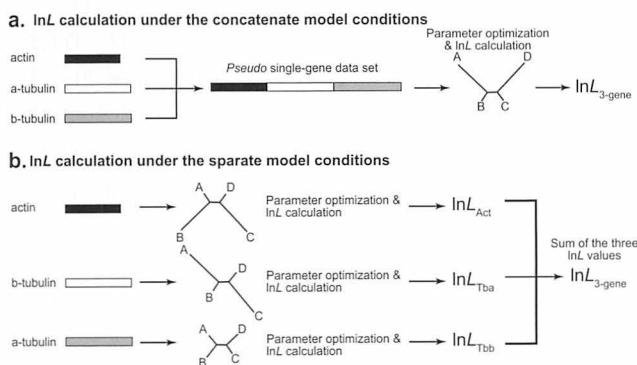 a. lnL calculation under the concatenate model conditions
actin
a-tubulin
b-tubulin
Pseudo single-gene data set
Parameter optimization
& lnL calculation
A D
B C
lnL3-gene
b. lnL calculation under the sparate model conditions
actin
A D
B C
Parameter optimization &
lnL calculation
lnLAct
b-tubulin
A
D
B
C
Parameter optimization &
lnL calculation
lnLTba
a-tubulin
A D
B C
Parameter optimization &
lnL calculation
lnLTbb
Sum of the three
lnL values
lnL3-gene